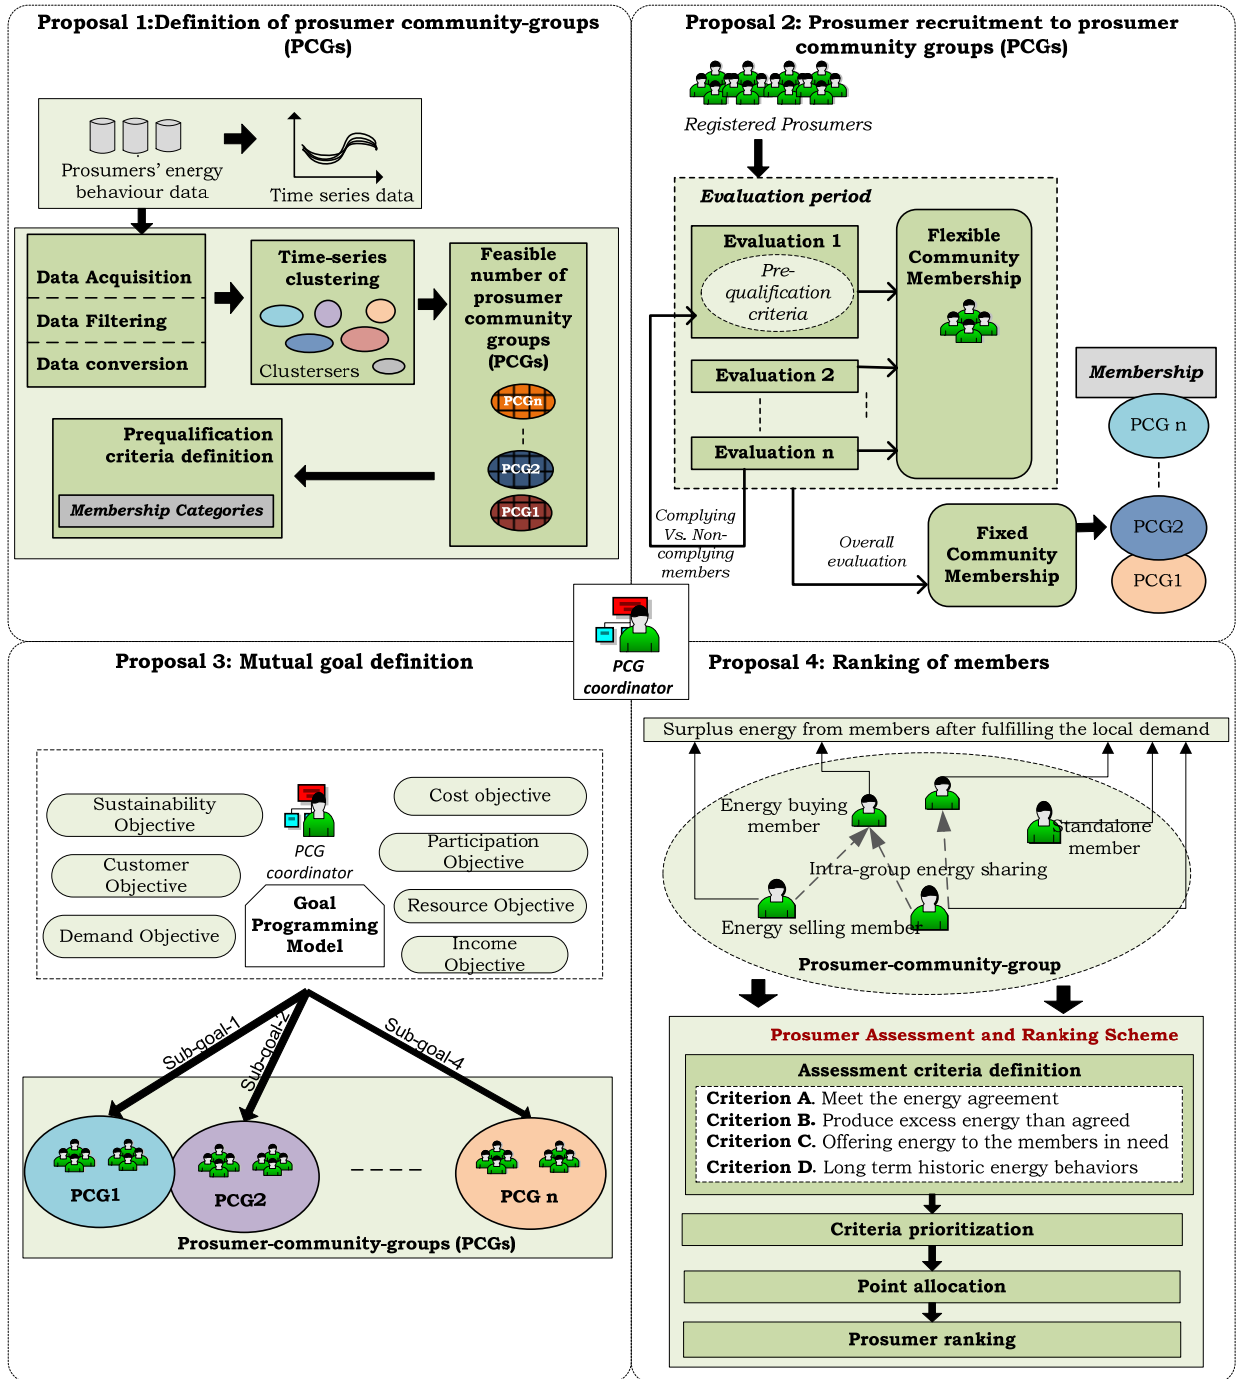 Proposal 1:Definition of prosumer community-groups
(PCGs)
Prosumers’ energy
behaviour data
Time series data
Data Acquisition
Data Filtering
Data conversion
Time-series
clustering
Clustersers
Feasible
number of
prosumer
community
groups
(PCGs)
PCGn
PCG2
PCG1
Prequalification
criteria definition
Membership Categories
Proposal 2: Prosumer recruitment to prosumer
community groups (PCGs)
Registered Prosumers
Evaluation period
Evaluation 1
Pre-
qualification
criteria
Evaluation 2
Evaluation n
Flexible
Community
Membership
Complying
Vs. Non-
complying
members
Overall
evaluation
Fixed
Community
Membership
Membership
PCG n
PCG2
PCG1
PCG
coordinator
Proposal 3: Mutual goal definition
Sustainability
Objective
Customer
Objective
Demand Objective
PCG
coordinator
Goal
Programming
Model
Cost objective
Participation
Objective
Resource Objective
Income
Objective
Sub-goal-1
Sub-goal-2
Sub-goal-4
PCG1
PCG2
PCG n
Prosumer-community-groups (PCGs)
Proposal 4: Ranking of members
Surplus energy from members after fulfilling the local demand
Energy buying
member
Standalone
member
Intra-group energy sharing
Energy selling member
Prosumer-community-group
Prosumer Assessment and Ranking Scheme
Assessment criteria definition
Criterion A. Meet the energy agreement
Criterion B. Produce excess energy than agreed
Criterion C. Offering energy to the members in need
Criterion D. Long term historic energy behaviors
Criteria prioritization
Point allocation
Prosumer ranking